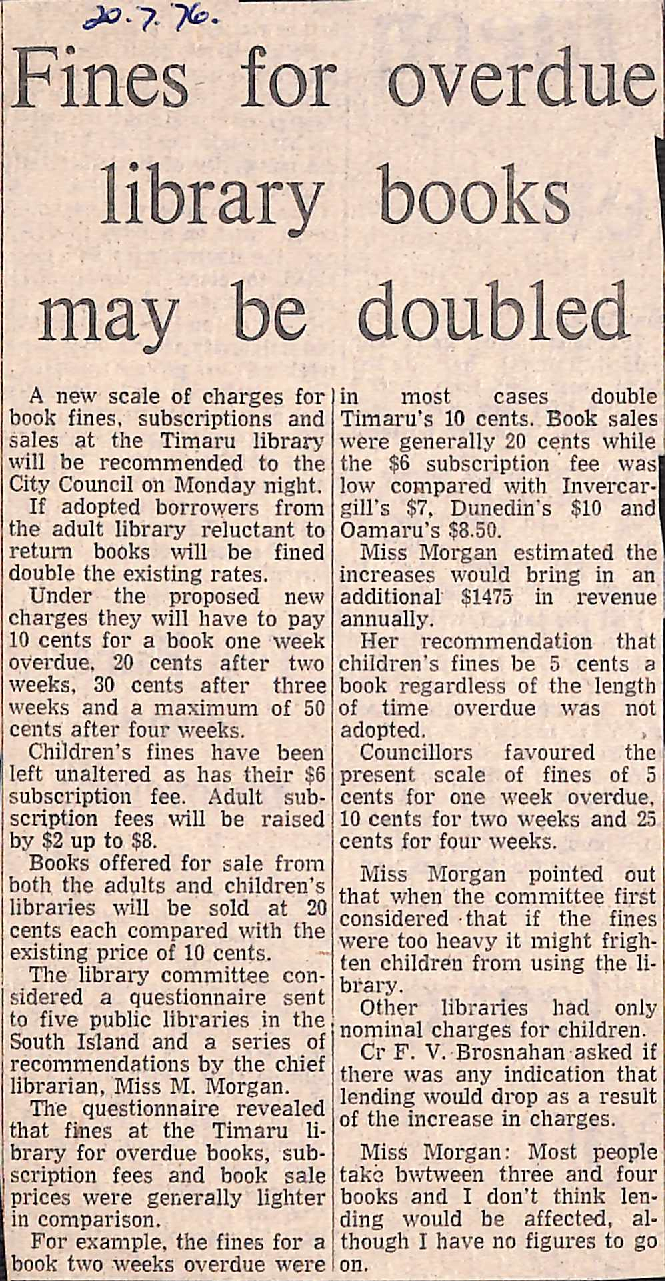 20.7.76.
Fines for overdue
library books
may be doubled
A new scale of charges for
book fines, subscriptions and
sales at the Timaru library
will be recommended to the
City Council on Monday night.
If adopted borrowers from
the adult library reluctant to
return books will be fined
double the existing rates.
Under the proposed new
charges they will have to pay
10 cents for a book one week
overdue, 20 cents after two
weeks, 30 cents after three
weeks and a maximum of 50
cents after four weeks.
Children's fines have been
left unaltered as has their $6
subscription fee. Adult sub-
scription fees will be raised
by $2 up to $8.
Books offered for sale from
both the adults and children's
libraries will be sold at 20
cents each compared with the
existing price of 10 cents.
The library committee con-
sidered a questionnaire sent
to five public libraries in the
South Island and a series of
recommendations by the chief
librarian, Miss M. Morgan.
The questionnaire revealed
that fines at the Timaru li-
brary for overdue books, sub-
scription fees and book sale
prices were generally lighter
in comparison.
For example, the fines for a
book two weeks overdue were
in most cases double
Timaru's 10 cents. Book sales
were generally 20 cents while
the $6 subscription fee was
low compared with Invercar-
gill's $7, Dunedin's $10 and
Oamaru's $8.50.
Miss Morgan estimated the
increases would bring in an
additional $1475 in revenue
annually.
Her recommendation that
children's fines be 5 cents a
book regardless of the length
of time overdue was not
adopted.
Councillors favoured the
present scale of fines of 5
cents for one week overdue,
10 cents for two weeks and 25
cents for four weeks.
Miss Morgan pointed out
that when the committee first
considered that if the fines
were too heavy it might frigh-
ten children from using the li-
brary.
Other libraries had only
nominal charges for children.
Cr F. V. Brosnahan asked if
there was any indication that
lending would drop as a result
of the increase in charges.
Miss Morgan: Most people
take bwtween three and four
books and I don't think len-
ding would be affected, al-
though I have no figures to go
on.